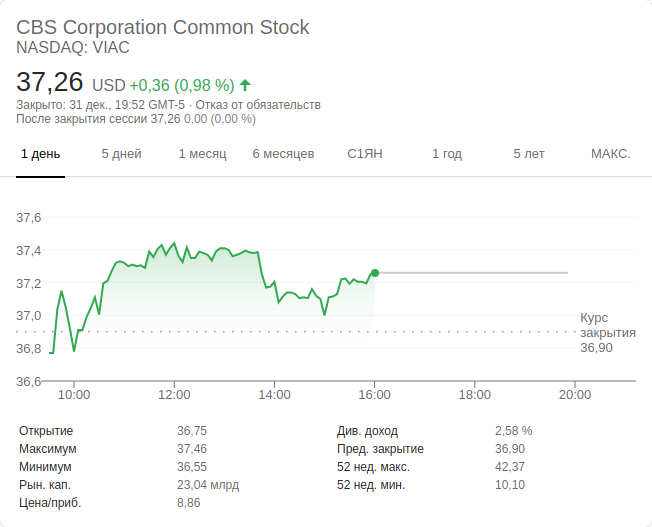 CBS Corporation Common Stock
NASDAQ: VIAC
37,26 USD +0,36 (0,98 %)
Закрыто: 31 дек., 19:52 GMT-5 · Отказ от обязательств
После закрытия сессии 37,26 0,00 (0,00 %)
1 день 5 дней 1 месяц 6 месяцев С1ЯН 1 год 5 лет МАКС.
37,6
37,4
37,2
37,0
36,8
36,6
Курс
закрытия
36,90
10:00 12:00 14:00 16:00 18:00 20:00
Открытие 36,75
Максимум 37,46
Минимум 36,55
Рын. кап. 23,04 млрд
Цена/приб. 8,86
Див. доход 2,58 %
Пред. закрытие 36,90
52 нед. макс. 42,37
52 нед. мин. 10,10